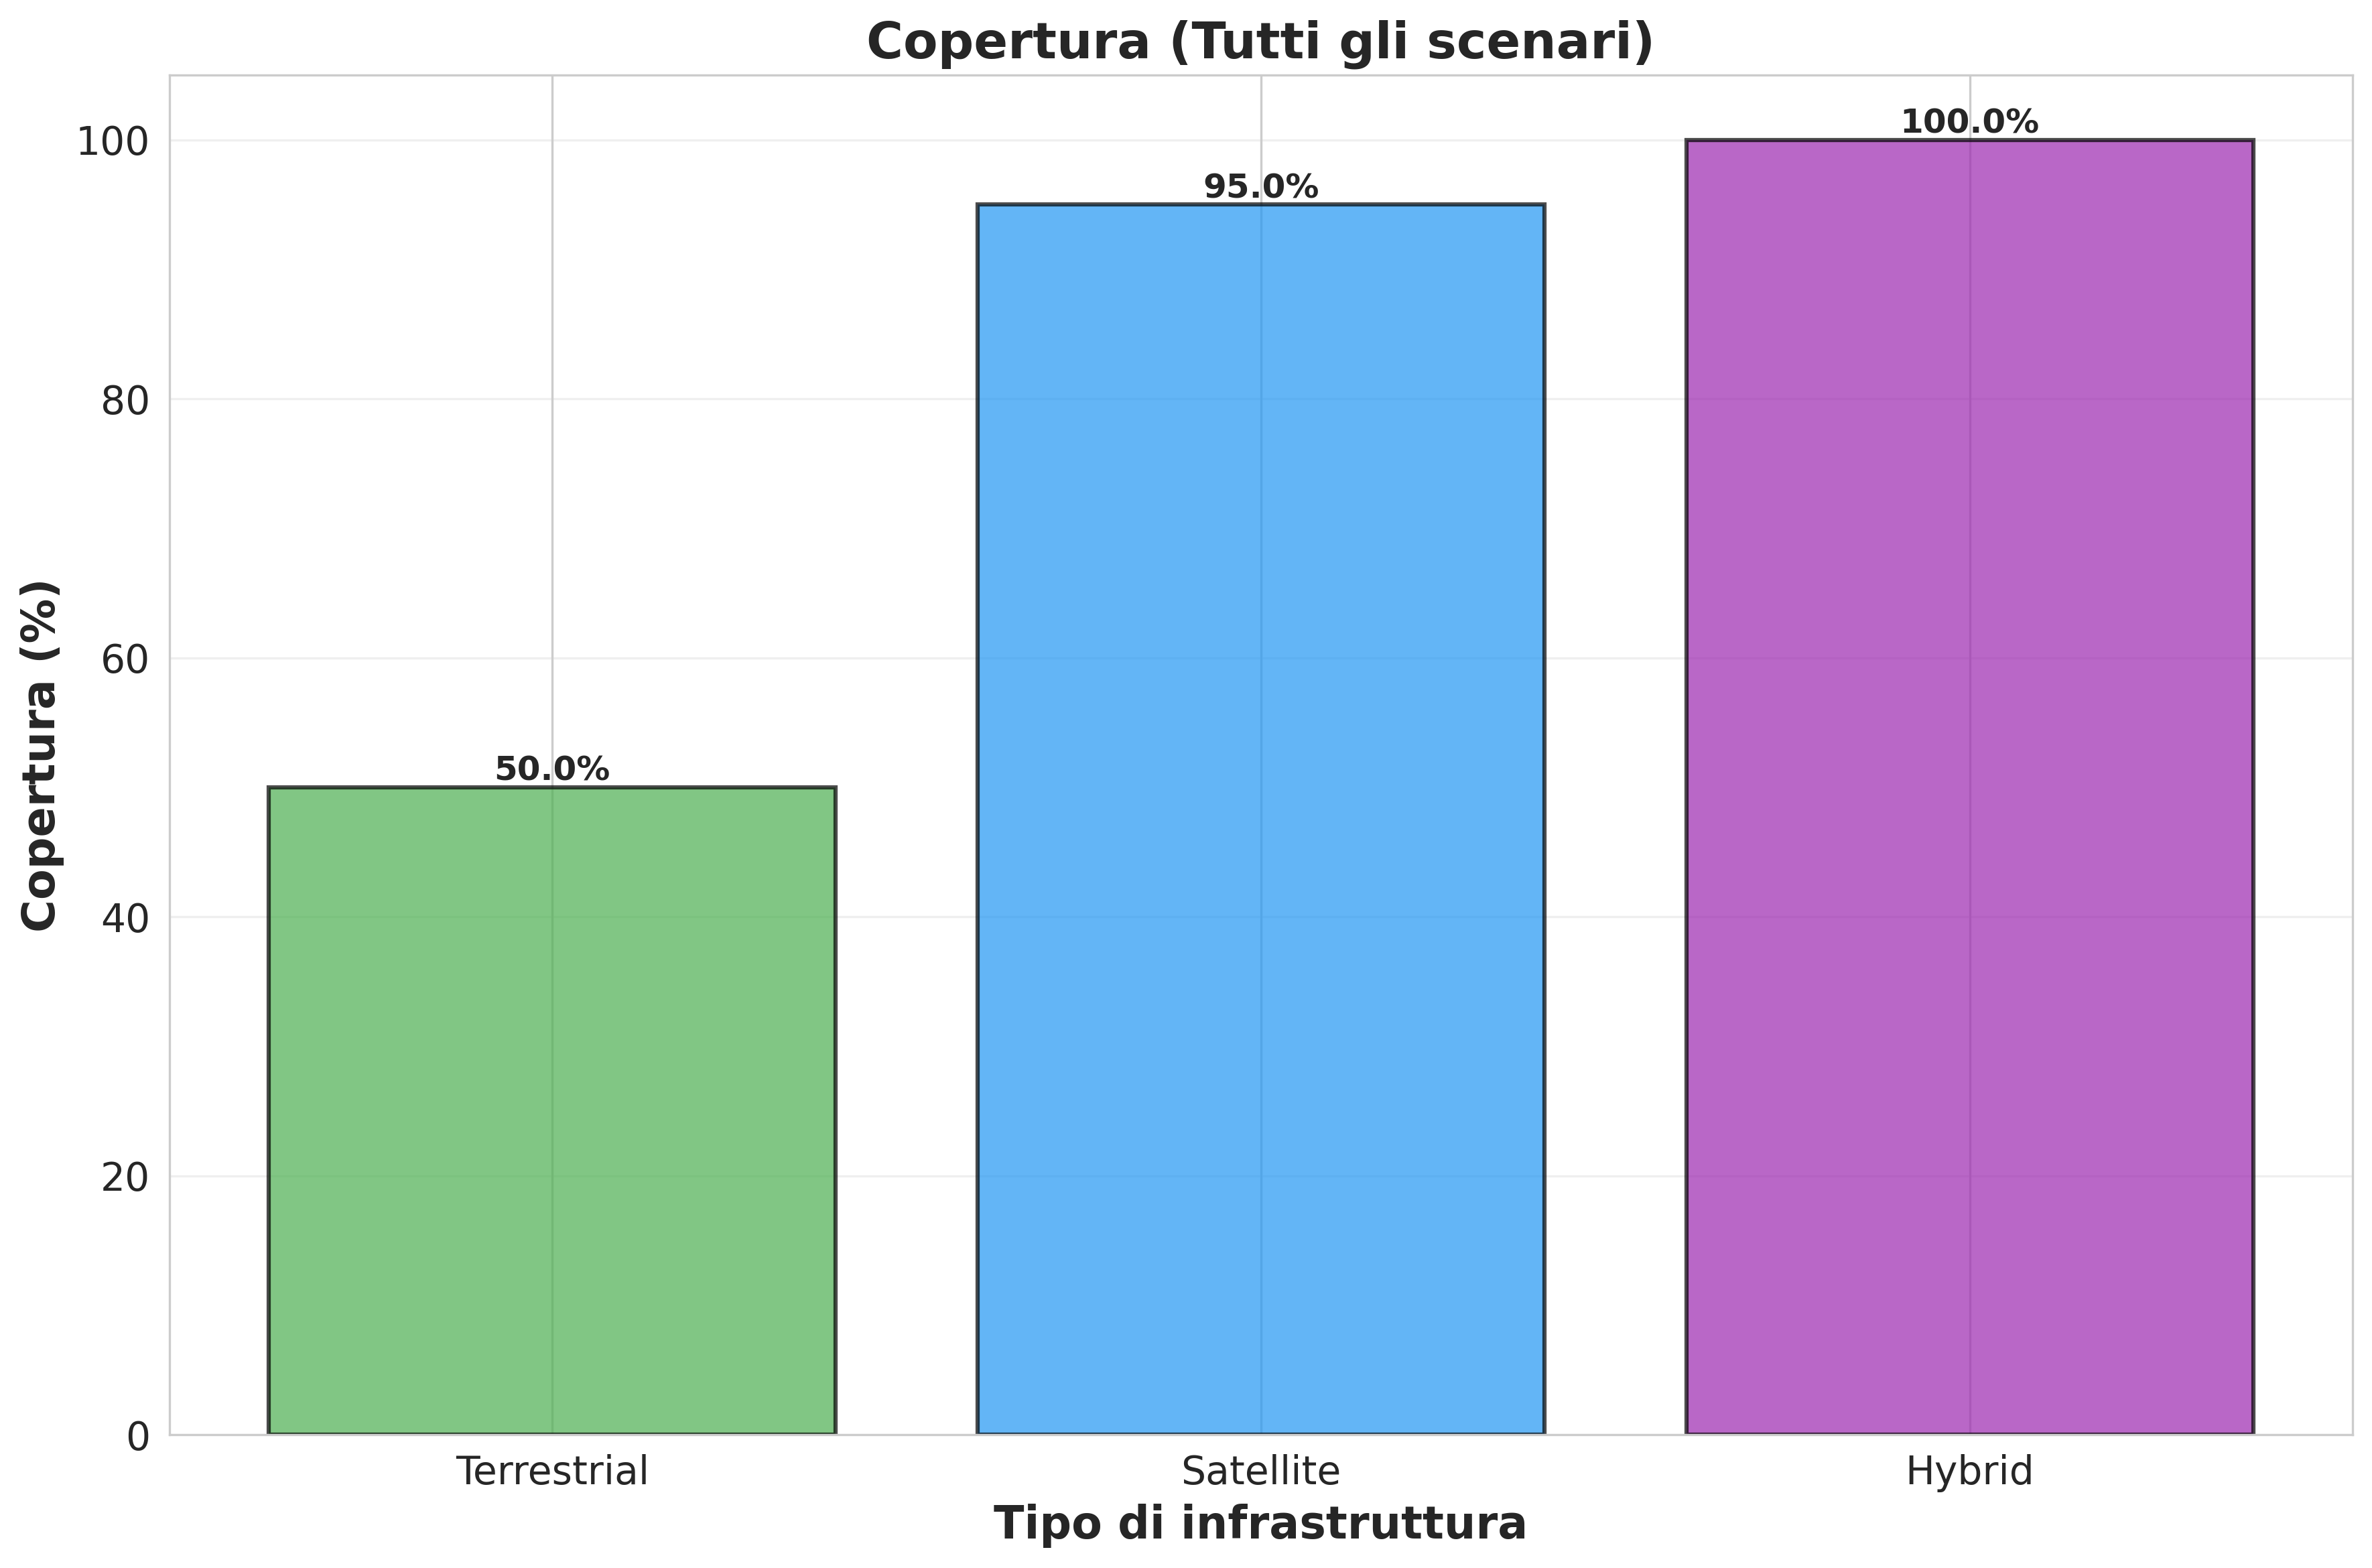 Copertura (Tutti gli scenari)
Copertura (%)
100
80
60
40
20
0
50.0%
95.0%
100.0%
Terrestrial
Satellite
Hybrid
Tipo di infrastruttura